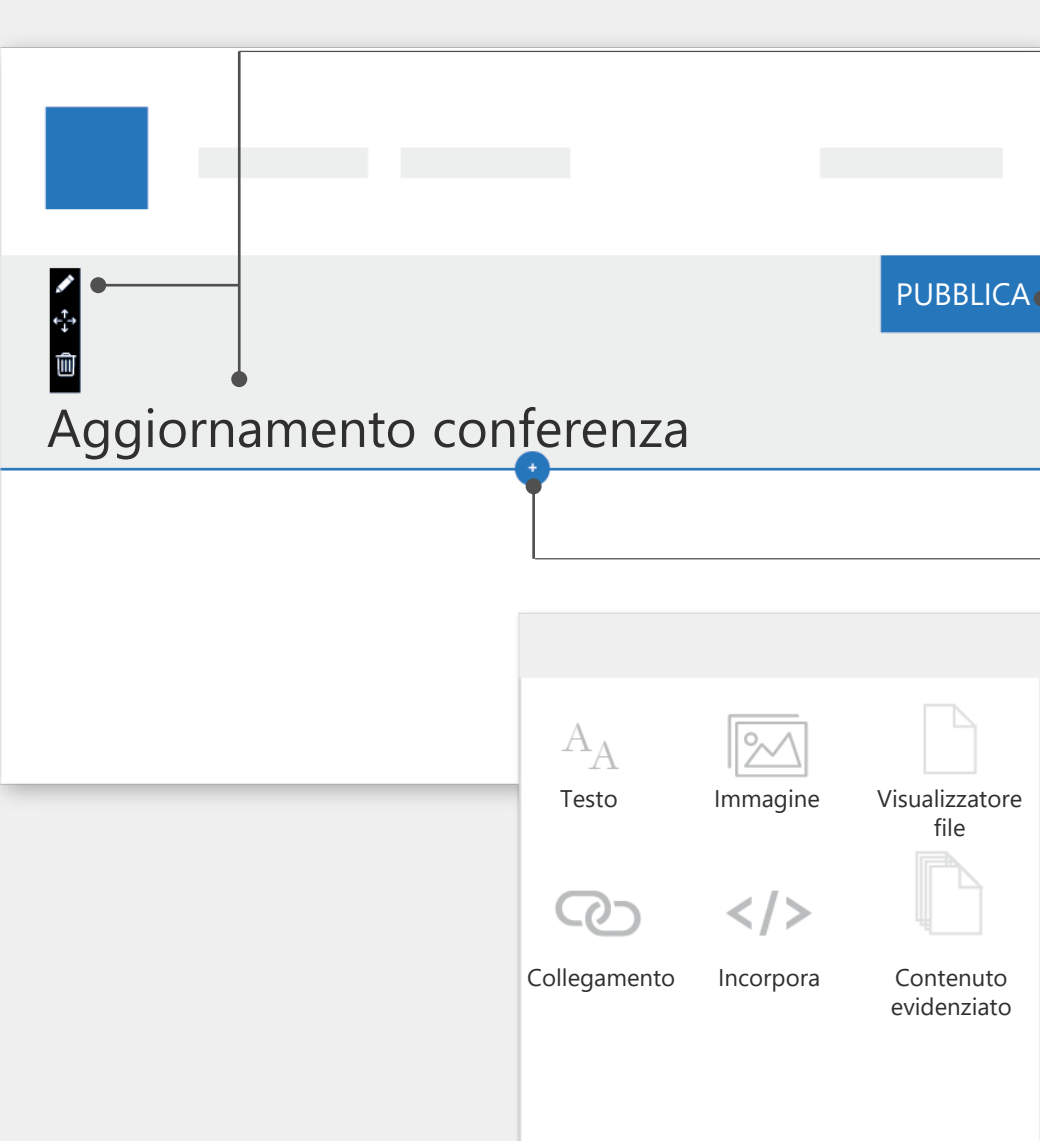 PUBBLICA
Aggiornamento conferenza
Testo
Immagine
Visualizzatore
file
Collegamento
Incorpora
Contenuto
evidenziato